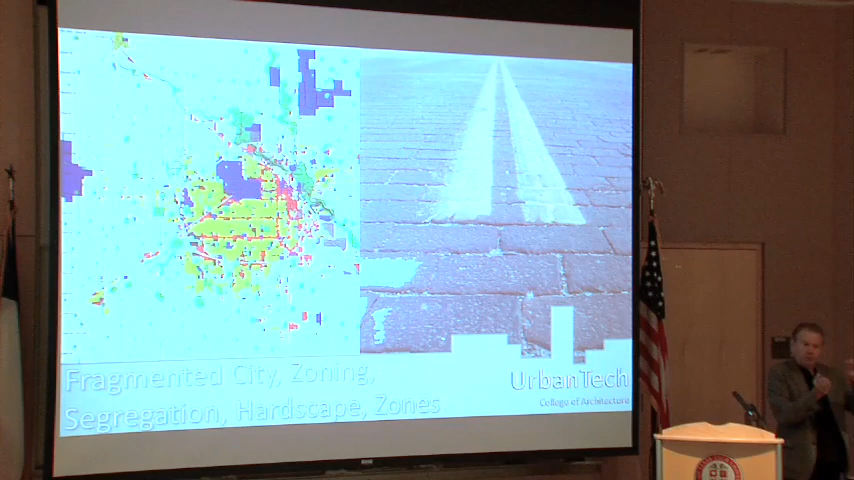 Fragmented City, Zoning,
Segregation, Hardscape, Zones
UrbanTech
College of Architecture